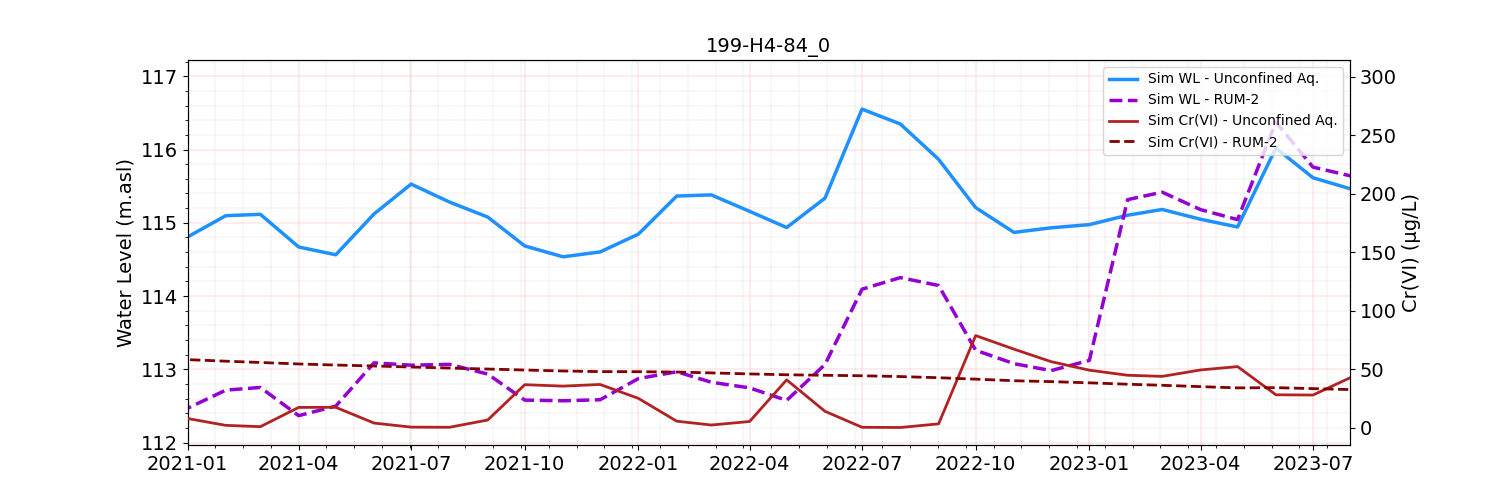 199-H4-84_0
117
116
115
114
113
112
Water Level (m.asl)
300
250
200
150
100
50
0
Cr(VI) (µg/L)
Sim WL - Unconfined Aq.
Sim WL - RUM-2
Sim Cr(VI) - Unconfined Aq.
Sim Cr(VI) - RUM-2
2021-01 2021-04 2021-07 2021-10 2022-01 2022-04 2022-07 2022-10 2023-01 2023-04 2023-07